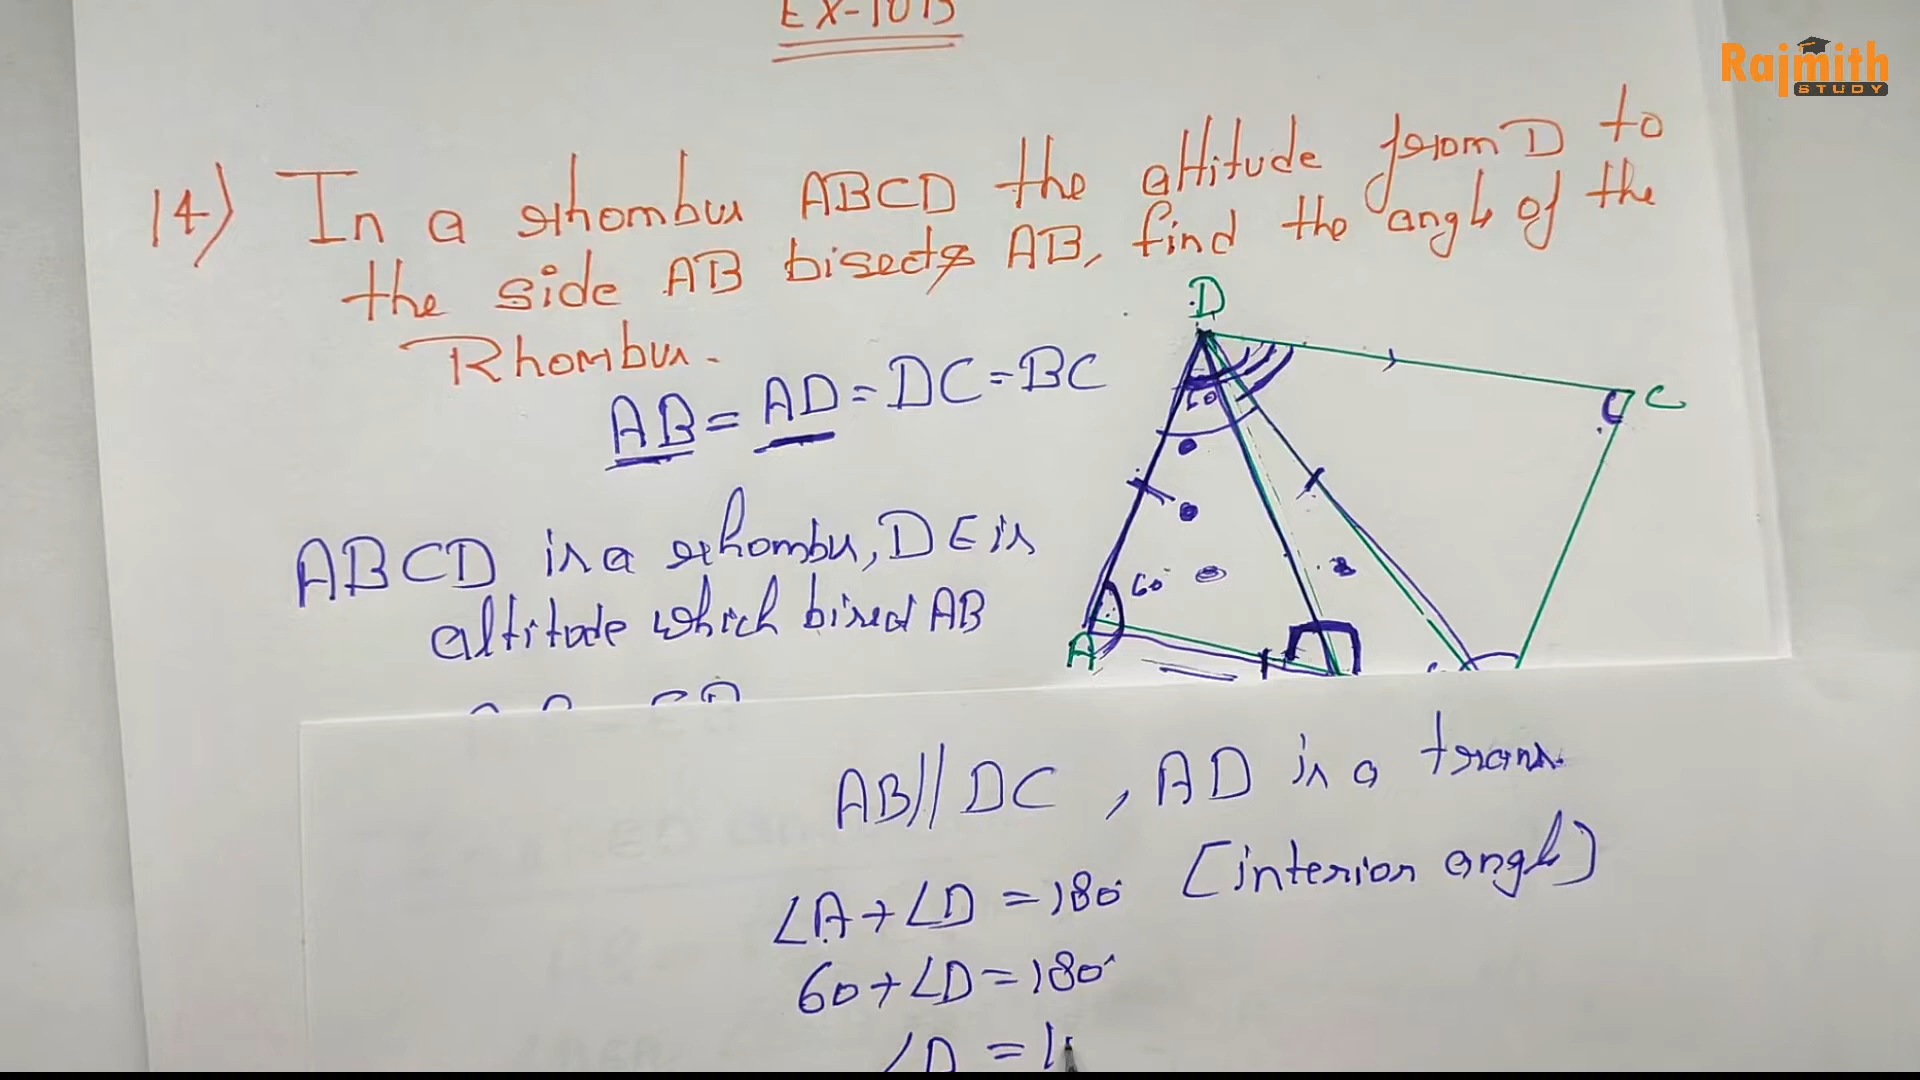 EX-10B
Rajmith
STUDY
14) In a rhombus ABCD the altitude from D to
the side AB bisects AB, find the angle of the
Rhombus.
AB = AD = DC = BC
ABCD is a rhombus, DE is
altitude which bisect AB
D
C
60
60°
A
AB // DC , AD is a trans.
∠A + ∠D = 180° [interior angle]
60 + ∠D = 180°
∠D = 1